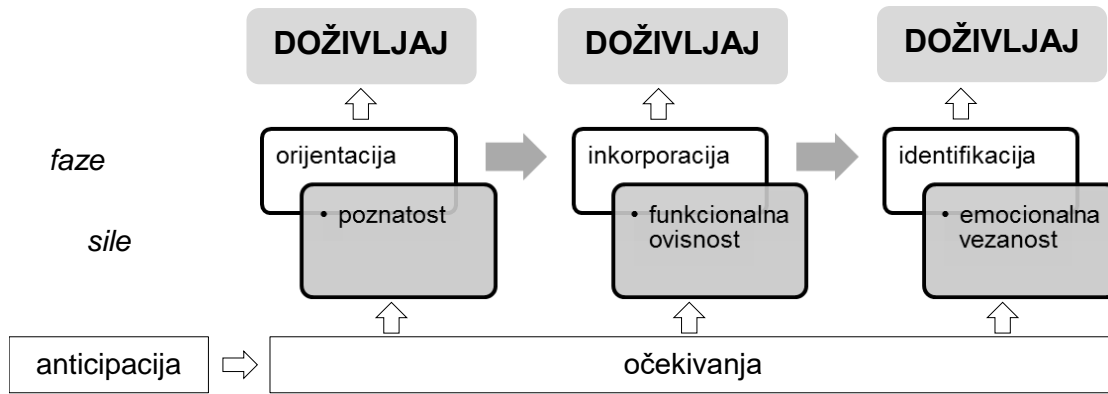 DOŽIVLJAJ DOŽIVLJAJ DOŽIVLJAJ
faze
orijentacija inkorporacija identifikacija
sile
• poznatost
• funkcionalna
ovisnost
• emocionalna
vezanost
anticipacija očekivanja